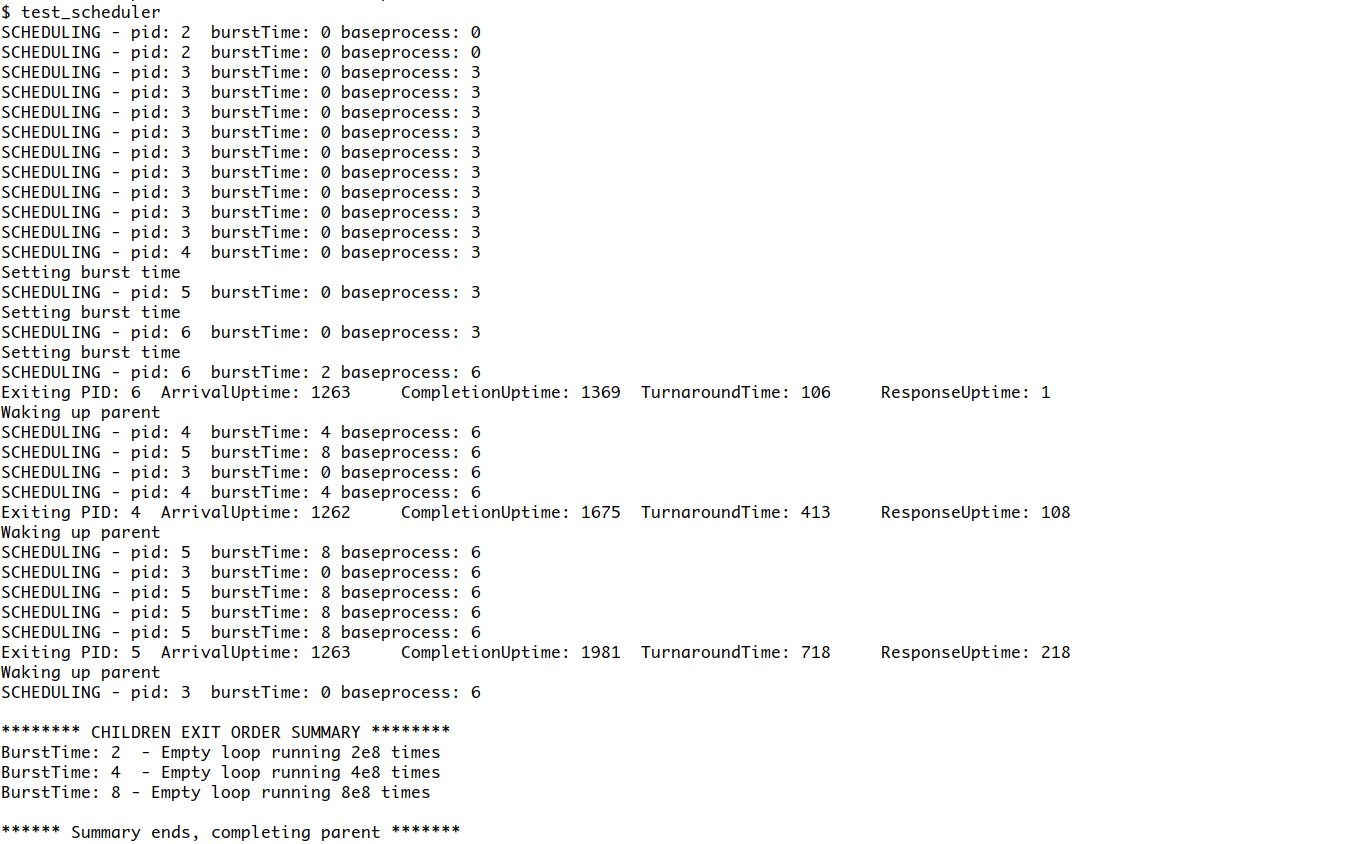 $ test_scheduler
SCHEDULING - pid: 2  burstTime: 0 baseprocess: 0
SCHEDULING - pid: 2  burstTime: 0 baseprocess: 0
SCHEDULING - pid: 3  burstTime: 0 baseprocess: 3
SCHEDULING - pid: 3  burstTime: 0 baseprocess: 3
SCHEDULING - pid: 3  burstTime: 0 baseprocess: 3
SCHEDULING - pid: 3  burstTime: 0 baseprocess: 3
SCHEDULING - pid: 3  burstTime: 0 baseprocess: 3
SCHEDULING - pid: 3  burstTime: 0 baseprocess: 3
SCHEDULING - pid: 3  burstTime: 0 baseprocess: 3
SCHEDULING - pid: 3  burstTime: 0 baseprocess: 3
SCHEDULING - pid: 3  burstTime: 0 baseprocess: 3
SCHEDULING - pid: 4  burstTime: 0 baseprocess: 3
Setting burst time
SCHEDULING - pid: 5  burstTime: 0 baseprocess: 3
Setting burst time
SCHEDULING - pid: 6  burstTime: 0 baseprocess: 3
Setting burst time
SCHEDULING - pid: 6  burstTime: 2 baseprocess: 6
Exiting PID: 6  ArrivalUptime: 1263     CompletionUptime: 1369  TurnaroundTime: 106     ResponseUptime: 1
Waking up parent
SCHEDULING - pid: 4  burstTime: 4 baseprocess: 6
SCHEDULING - pid: 5  burstTime: 8 baseprocess: 6
SCHEDULING - pid: 3  burstTime: 0 baseprocess: 6
SCHEDULING - pid: 4  burstTime: 4 baseprocess: 6
Exiting PID: 4  ArrivalUptime: 1262     CompletionUptime: 1675  TurnaroundTime: 413     ResponseUptime: 108
Waking up parent
SCHEDULING - pid: 5  burstTime: 8 baseprocess: 6
SCHEDULING - pid: 3  burstTime: 0 baseprocess: 6
SCHEDULING - pid: 5  burstTime: 8 baseprocess: 6
SCHEDULING - pid: 5  burstTime: 8 baseprocess: 6
SCHEDULING - pid: 5  burstTime: 8 baseprocess: 6
Exiting PID: 5  ArrivalUptime: 1263     CompletionUptime: 1981  TurnaroundTime: 718     ResponseUptime: 218
Waking up parent
SCHEDULING - pid: 3  burstTime: 0 baseprocess: 6

******** CHILDREN EXIT ORDER SUMMARY ********
BurstTime: 2  - Empty loop running 2e8 times
BurstTime: 4  - Empty loop running 4e8 times
BurstTime: 8 - Empty loop running 8e8 times

****** Summary ends, completing parent *******